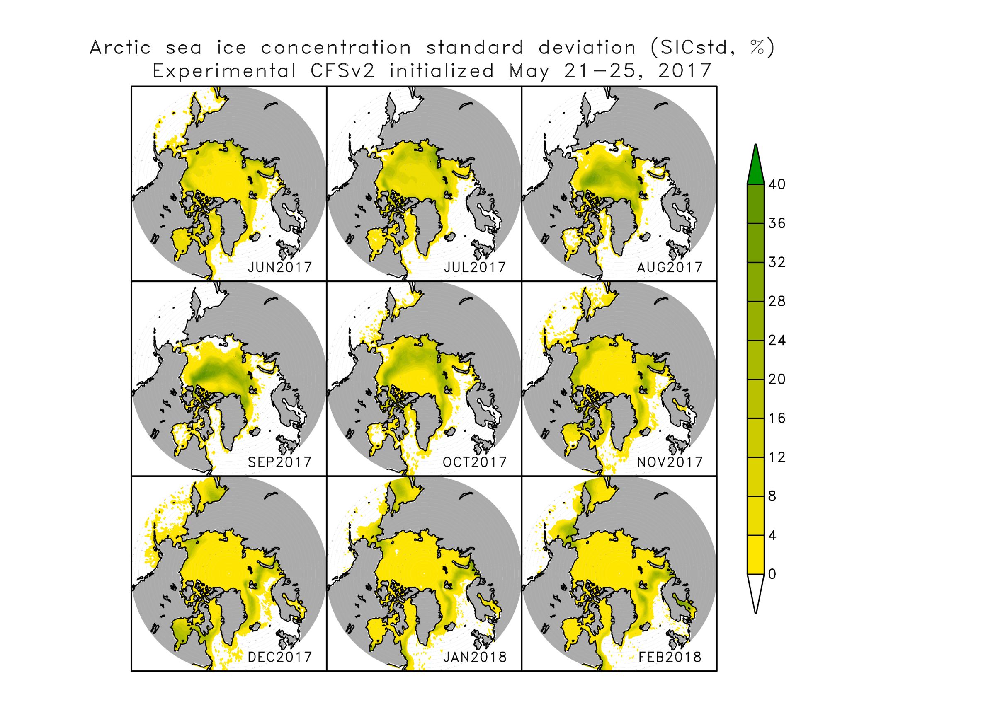 Arctic sea ice concentration standard deviation (SICstd, %)
Experimental CFSv2 initialized May 21-25, 2017
JUN2017
JUL2017
AUG2017
SEP2017
OCT2017
NOV2017
DEC2017
JAN2018
FEB2018
40
36
32
28
24
20
16
12
8
4
0